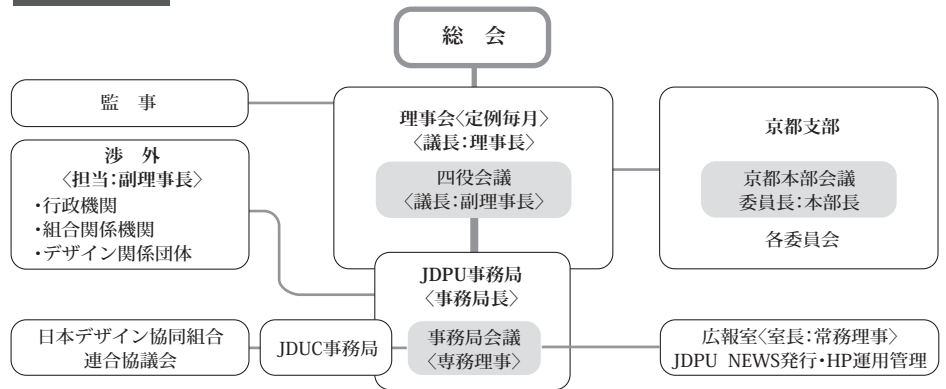 総　会
監　事
理事会〈定例毎月〉
〈議長：理事長〉
四役会議
〈議長：副理事長〉
京都支部
京都本部会議
委員長：本部長
各委員会
渉　外
〈担当：副理事長〉
・行政機関
・組合関係機関
・デザイン関係団体
JDPU事務局
〈事務局長〉
事務局会議
〈専務理事〉
日本デザイン協同組合
連合協議会
JDUC事務局
広報室〈室長：常務理事〉
JDPU NEWS発行・HP運用管理